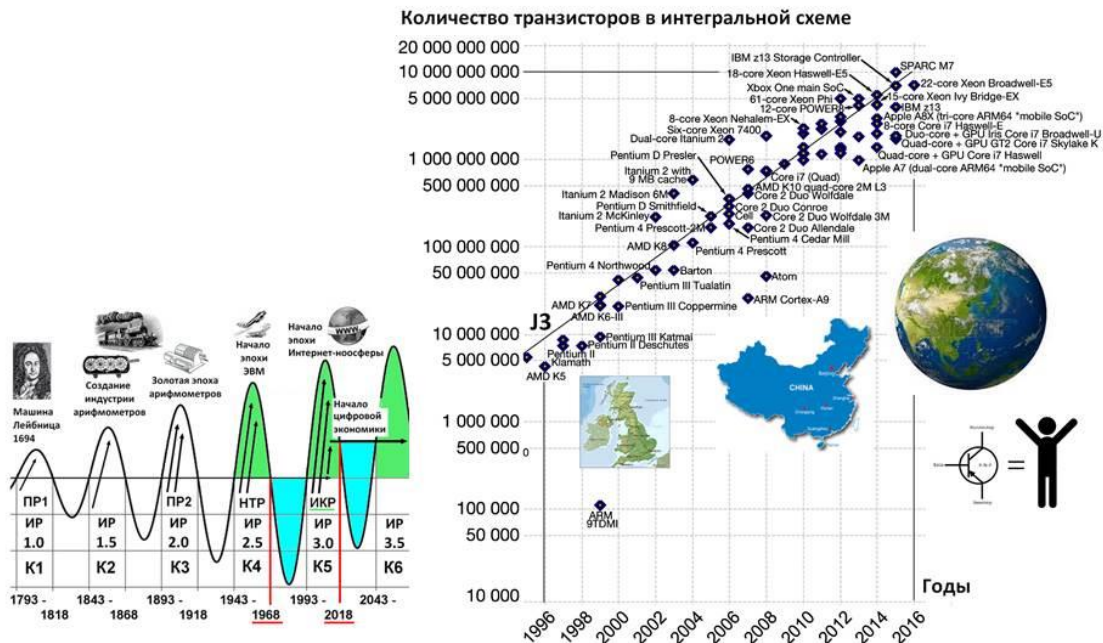 Количество транзисторов в интегральной схеме
20 000 000 000
10 000 000 000
5 000 000 000
1 000 000 000
500 000 000
100 000 000
50 000 000
10 000 000
5 000 000
1 000 000
500 000
100 000
50 000
10 000
0
J3
IBM z13 Storage Controller
SPARC M7
18-core Xeon Haswell-E5
22-core Xeon Broadwell-E5
Xbox One main SoC
15-core Xeon Ivy Bridge-EX
61-core Xeon Phi
IBM z13
12-core POWER8
Apple A8X (tri-core ARM64 "mobile SoC")
8-core Xeon Nehalem-EX
8-core Core i7 Haswell-E
Six-core Xeon 7400
Duo-core + GPU Iris Core i7 Broadwell-U
Dual-core Itanium 2
Quad-core + GPU GT2 Core i7 Skylake K
Pentium D Presler
POWER6
Quad-core + GPU Core i7 Haswell
Itanium 2 with
9 MB cache
Apple A7 (dual-core ARM64 "mobile SoC")
Core i7 (Quad)
AMD K10 quad-core 2M L3
Itanium 2 Madison 6M
Core 2 Duo Wolfdale
Pentium D Smithfield
Core 2 Duo Conroe
Itanium 2 McKinley
Cell
Core 2 Duo Wolfdale 3M
Pentium 4 Prescott-2M
Core 2 Duo Allendale
Pentium 4 Cedar Mill
AMD K8
Pentium 4 Prescott
Pentium 4 Northwood
Barton
Atom
Pentium III Tualatin
AMD K7
ARM Cortex-A9
Pentium III Coppermine
AMD K6-III
Pentium III Katmai
Pentium II Deschutes
Pentium II
Klamath
AMD K5
ARM
9TDMI
CHINA
Beijing
Shanghai
Chongqing
Guangzhou
=
Годы
1996
1998
2000
2002
2004
2006
2008
2010
2012
2014
2016
Машина
Лейбница
1694
Создание
индустрии
арифмометров
Золотая эпоха
арифмометров
Начало
эпохи
ЭВМ
Начало
эпохи
Интернет-ноосферы
WWW
Начало
цифровой
экономики
ПР1 ПР2 НТР ИКР
ИР ИР ИР ИР ИР ИР
1.0 1.5 2.0 2.5 3.0 3.5
К1 К2 К3 К4 К5 К6
1793 - 1843 - 1893 - 1943 - 1993 - 2043 -
1818 1868 1918 1968 2018